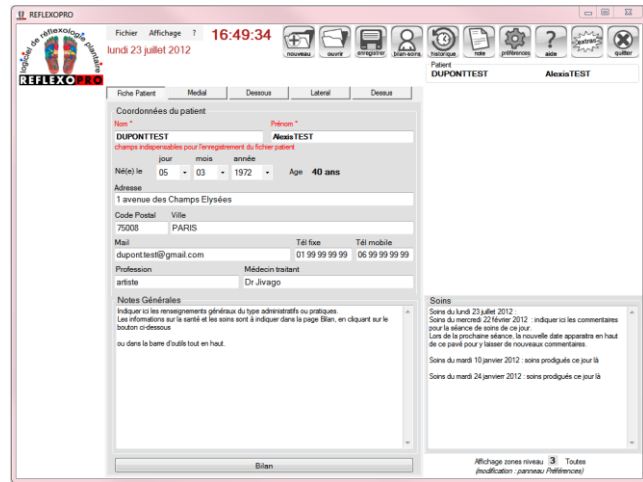 REFLEXOPRO
logiciel de réflexologie plantaire
REFLEXOPRO
Fichier Affichage ?
16:49:34
lundi 23 juillet 2012
nouveau
ouvrir
enregistrer
bilan-soins
historique
note
préférences
? aide
extras
quitter
Patient
DUPONTTEST AlexisTEST
Fiche Patient
Medial
Dessous
Lateral
Dessus
Coordonnées du patient
Nom * Prénom *
DUPONTTEST AlexisTEST
champs indispensables pour l'enregistrement du fichier patient
jour mois année
Né(e) le 05 03 1972 Age 40 ans
Adresse
1 avenue des Champs Elysées
Code Postal Ville
75008 PARIS
Mail Tél fixe Tél mobile
dupont.test@gmail.com 01 99 99 99 99 06 99 99 99 99
Profession Médecin traitant
artiste Dr Jivago
Notes Générales
Indiquer ici les renseignements généraux du type administratifs ou pratiques.
Les informations sur la santé et les soins sont à indiquer dans la page Bilan, en cliquant sur le
bouton ci-dessous
ou dans la barre d'outils tout en haut.
Bilan
Soins
Soins du lundi 23 juillet 2012 :
Soins du mercredi 22 février 2012 : indiquer ici les commentaires
pour la séance de soins de ce jour.
Lors de la prochaine séance, la nouvelle date apparaitra en haut
de ce pavé pour y laisser de nouveaux commentaires.
Soins du mardi 10 janvier 2012 : soins prodigués ce jour là
Soins du mardi 24 janvierr 2012 : soins prodigués ce jour là
Affichage zones niveau 3 Toutes
(modification : panneau Préférences)